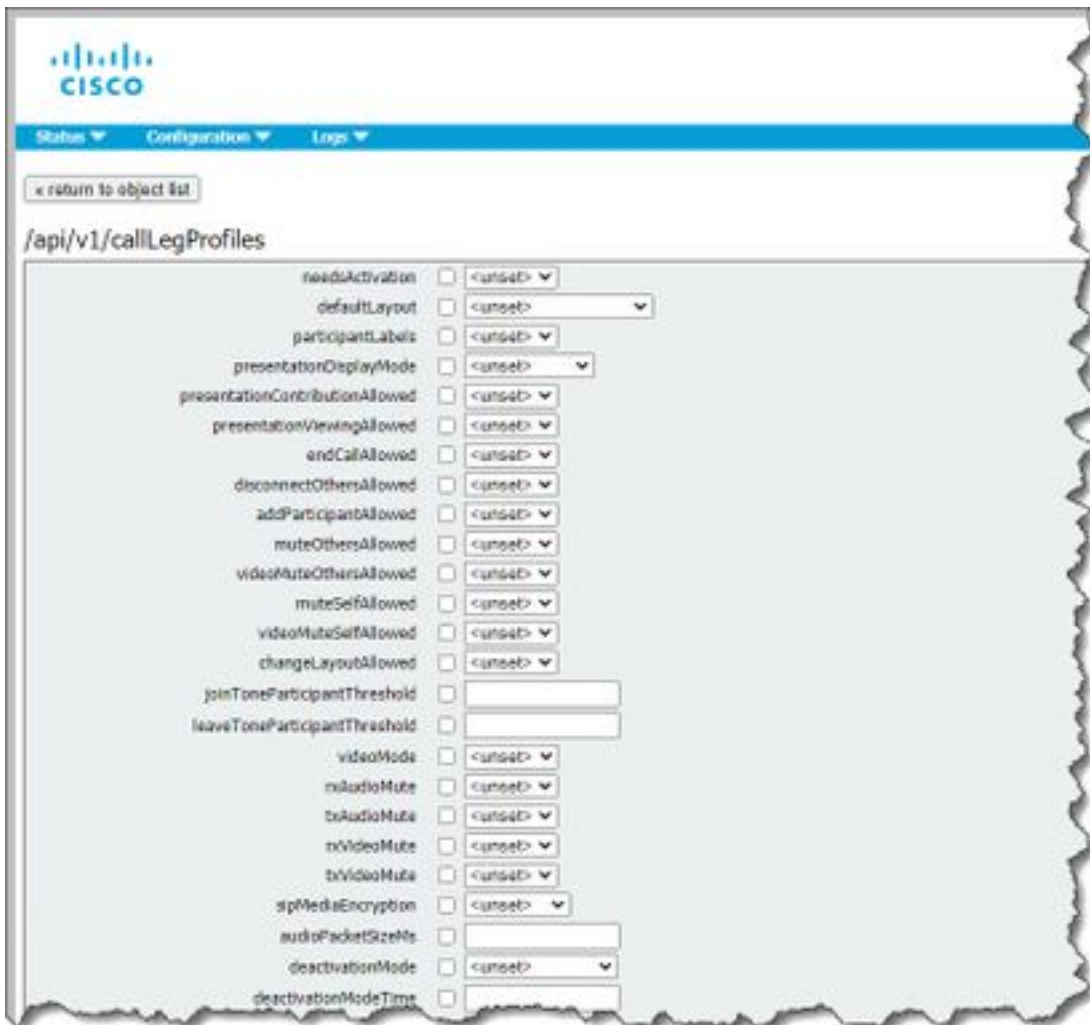 CISCO
Status Configuration Logs
« return to object list
/api/v1/callLegProfiles
needsActivation <unset>
defaultLayout <unset>
participantLabels <unset>
presentationDisplayMode <unset>
presentationContributionAllowed <unset>
presentationViewingAllowed <unset>
endCallAllowed <unset>
disconnectOthersAllowed <unset>
addParticipantAllowed <unset>
muteOthersAllowed <unset>
videoMuteOthersAllowed <unset>
muteSelfAllowed <unset>
videoMuteSelfAllowed <unset>
changeLayoutAllowed <unset>
joinToneParticipantThreshold
leaveToneParticipantThreshold
videoMode <unset>
rxAudioMute <unset>
txAudioMute <unset>
rxVideoMute <unset>
txVideoMute <unset>
sipMediaEncryption <unset>
audioPacketSizeMs
deactivationMode <unset>
deactivationModeTime